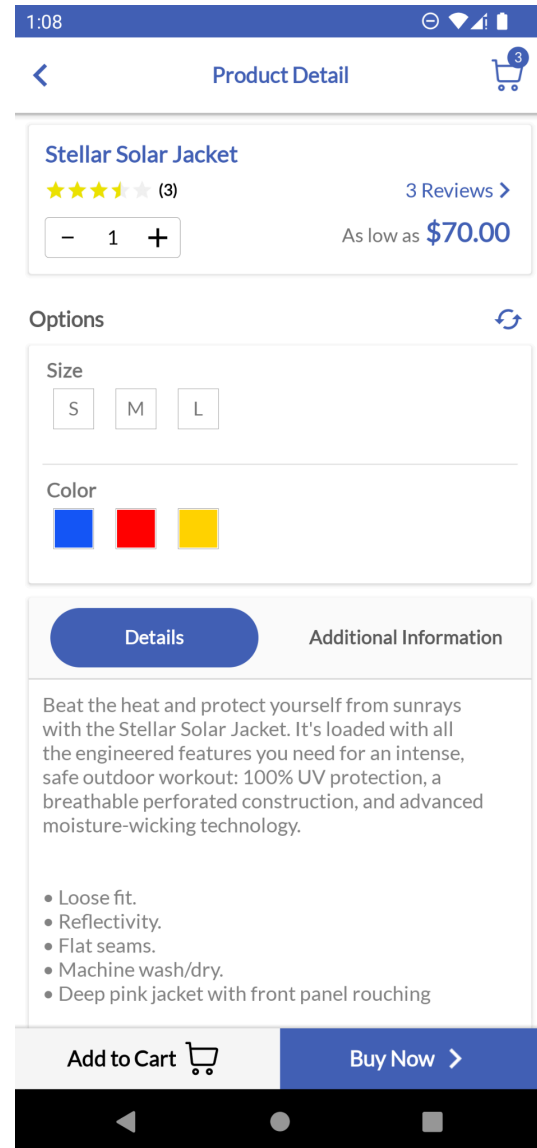 1:08
Product Detail
3
Stellar Solar Jacket
(3)
3 Reviews >
- 1 +
As low as $70.00
Options
Size
S M L
Color
Details
Additional Information
Beat the heat and protect yourself from sunrays
with the Stellar Solar Jacket. It's loaded with all
the engineered features you need for an intense,
safe outdoor workout: 100% UV protection, a
breathable perforated construction, and advanced
moisture-wicking technology.
• Loose fit.
• Reflectivity.
• Flat seams.
• Machine wash/dry.
• Deep pink jacket with front panel rouching
Add to Cart
Buy Now >